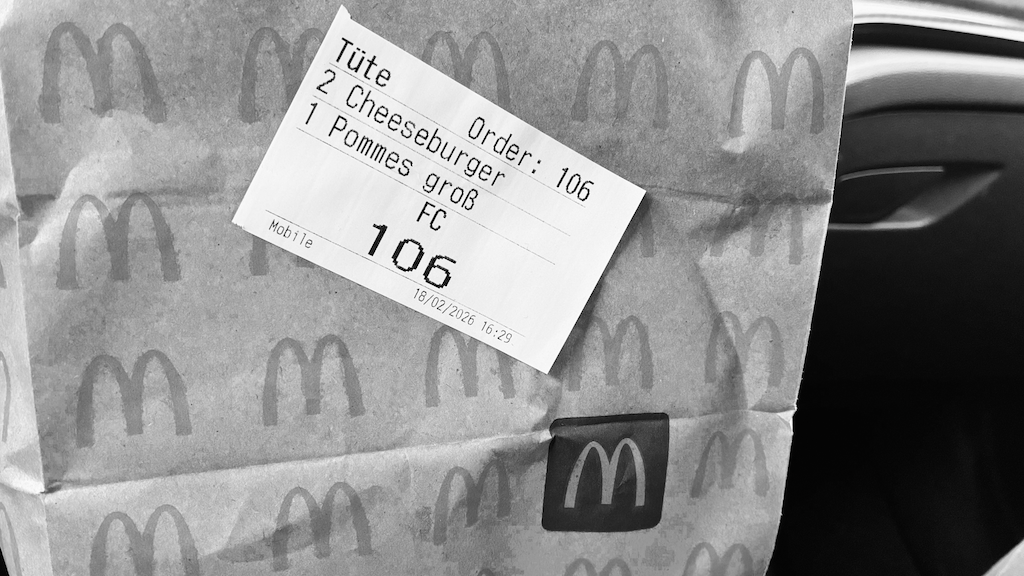 Tüte
Order: 106
2 Cheeseburger
1 Pommes groß
FC
106
Mobile
18/02/2026 16:29